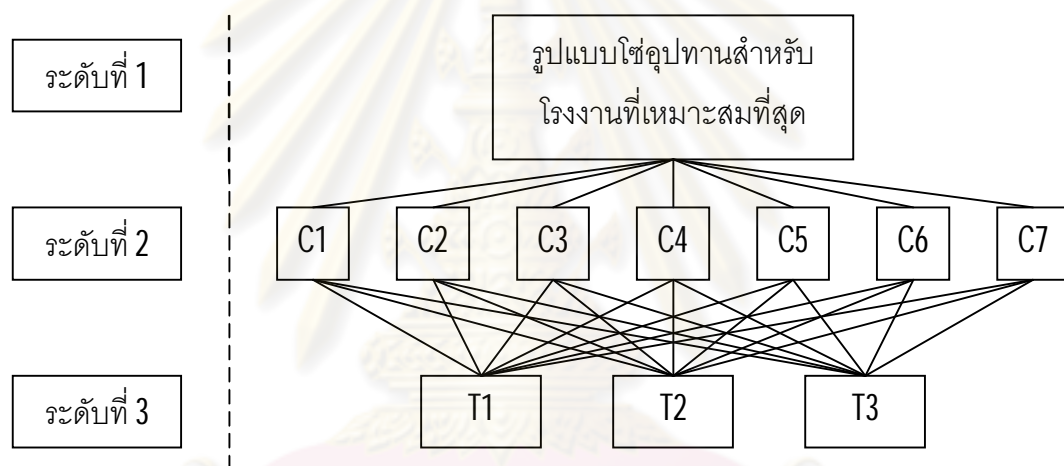 ระดับที่ 1
รูปแบบโซ่อุปทานสำหรับ
โรงงานที่เหมาะสมที่สุด
ระดับที่ 2
C1 C2 C3 C4 C5 C6 C7
ระดับที่ 3
T1 T2 T3